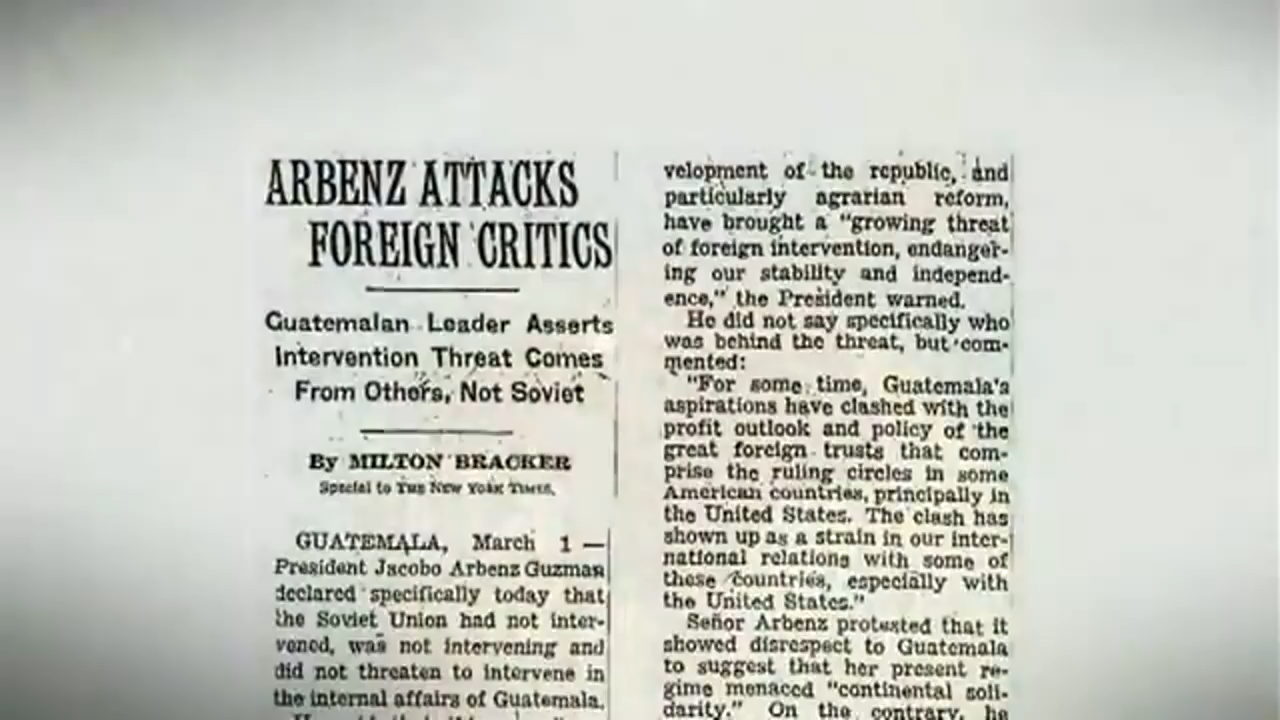 ARBENZ ATTACKS
FOREIGN CRITICS
Guatemalan Leader Asserts
Intervention Threat Comes
From Others, Not Soviet
By MILTON BRACKER
Special to THE NEW YORK TIMES.
GUATEMALA, March 1 —
President Jacobo Arbenz Guzman
declared specifically today that
the Soviet Union had not inter-
vened, was not intervening and
did not threaten to intervene in
the internal affairs of Guatemala.
velopment of the republic, and
particularly agrarian reform,
have brought a "growing threat
of foreign intervention, endanger-
ing our stability and independ-
ence," the President warned.
He did not say specifically who
was behind the threat, but com-
mented:
"For some time, Guatemala's
aspirations have clashed with the
profit outlook and policy of the
great foreign trusts that com-
prise the ruling circles in some
American countries, principally in
the United States. The clash has
shown up as a strain in our inter-
national relations with some of
these countries, especially with
the United States."
Señor Arbenz protested that it
showed disrespect to Guatemala
to suggest that her present re-
gime menaced "continental soli-
darity." On the contrary, he